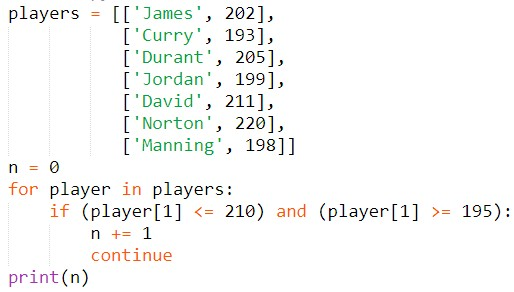 players = [['James', 202],
           ['Curry', 193],
           ['Durant', 205],
           ['Jordan', 199],
           ['David', 211],
           ['Norton', 220],
           ['Manning', 198]]
n = 0
for player in players:
    if (player[1] <= 210) and (player[1] >= 195):
        n += 1
        continue
print(n)